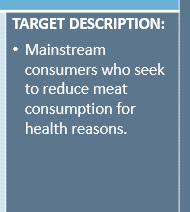 TARGET DESCRIPTION:
• Mainstream
consumers who seek
to reduce meat
consumption for
health reasons.